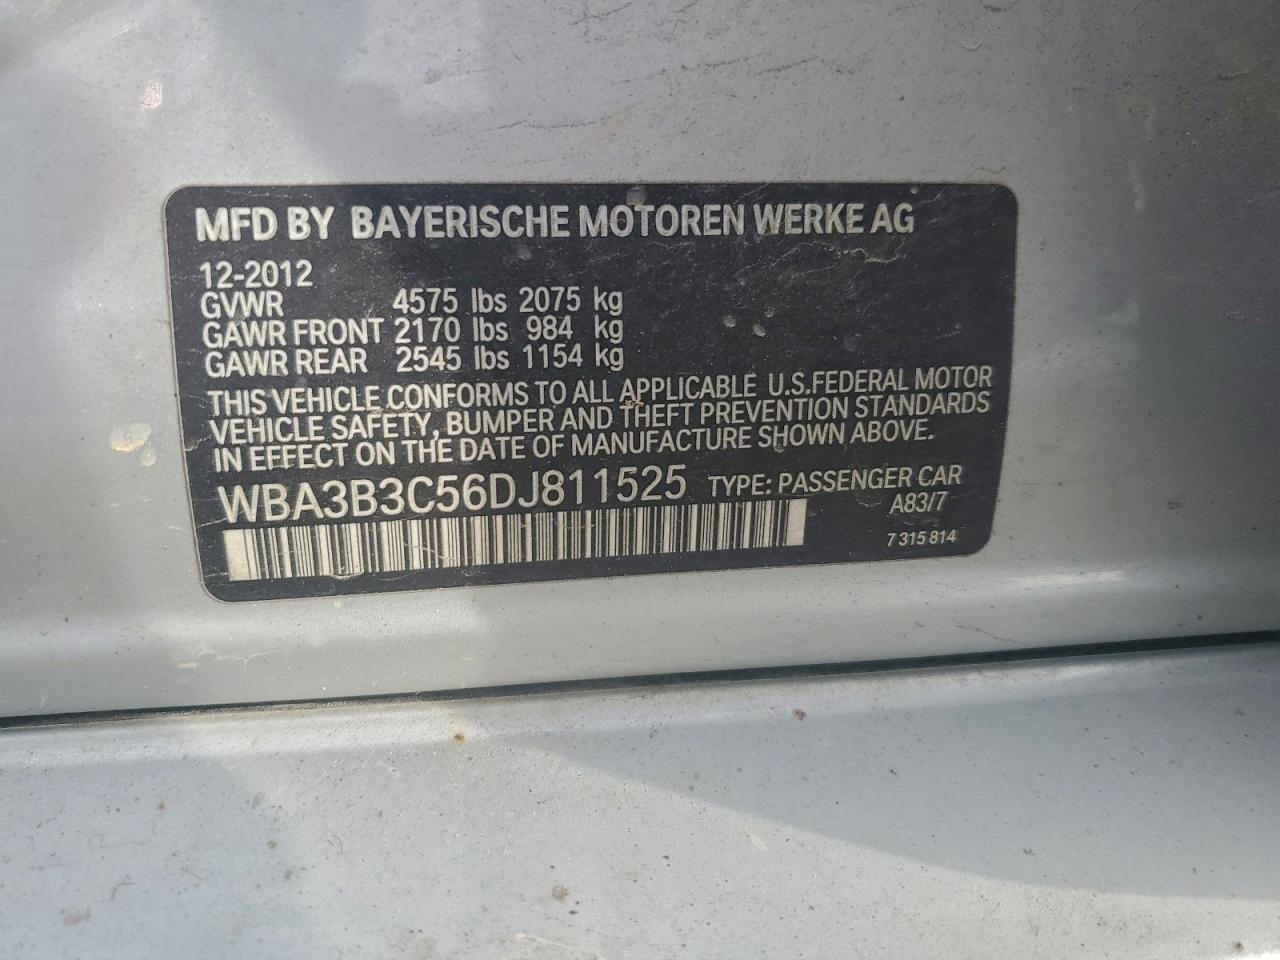 MFD BY BAYERISCHE MOTOREN WERKE AG
12-2012
GVWR 4575 lbs 2075 kg
GAWR FRONT 2170 lbs 984 kg
GAWR REAR 2545 lbs 1154 kg
THIS VEHICLE CONFORMS TO ALL APPLICABLE U.S.FEDERAL MOTOR
VEHICLE SAFETY, BUMPER AND THEFT PREVENTION STANDARDS
IN EFFECT ON THE DATE OF MANUFACTURE SHOWN ABOVE.
WBA3B3C56DJ811525 TYPE: PASSENGER CAR
A83/7
7 315 814